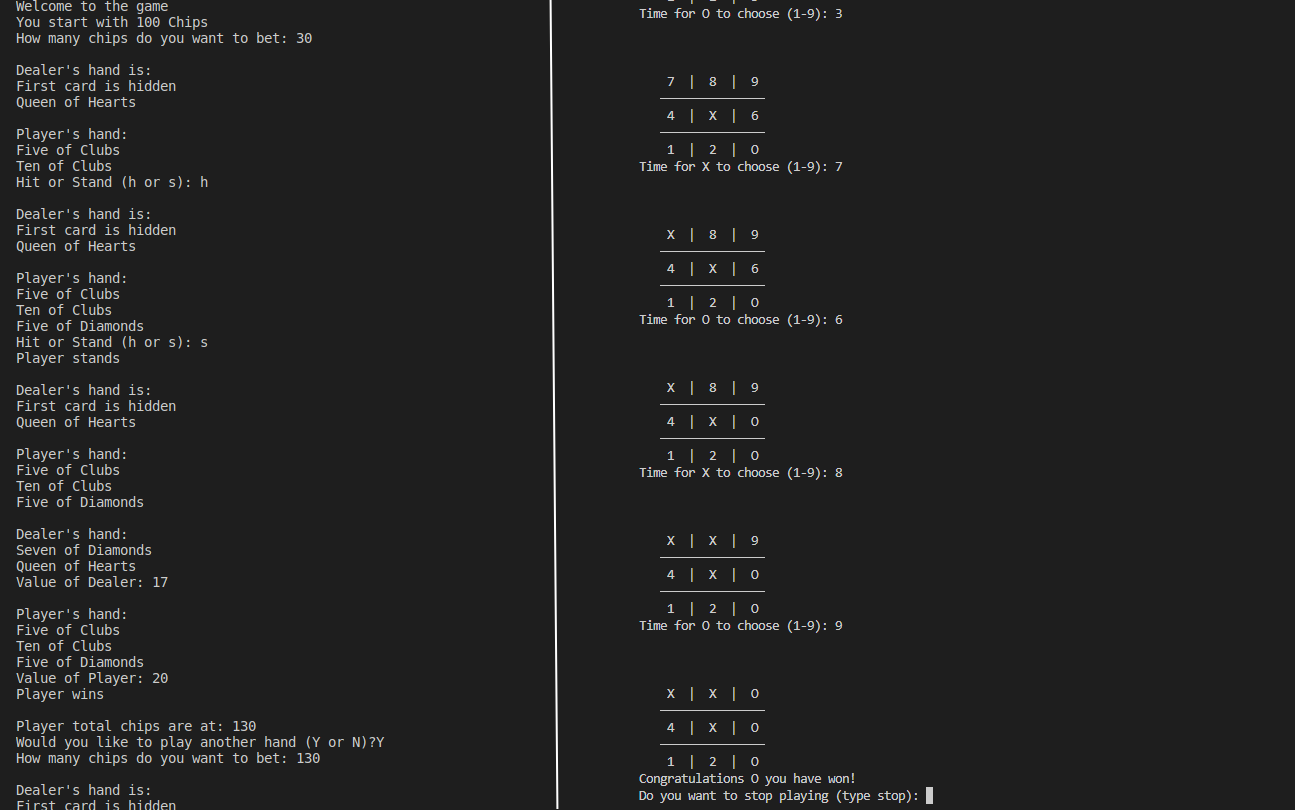 Welcome to the game
You start with 100 Chips
How many chips do you want to bet: 30
Dealer's hand is:
First card is hidden
Queen of Hearts
Player's hand:
Five of Clubs
Ten of Clubs
Hit or Stand (h or s): h
Dealer's hand is:
First card is hidden
Queen of Hearts
Player's hand:
Five of Clubs
Ten of Clubs
Five of Diamonds
Hit or Stand (h or s): s
Player stands
Dealer's hand is:
First card is hidden
Queen of Hearts
Player's hand:
Five of Clubs
Ten of Clubs
Five of Diamonds
Dealer's hand:
Seven of Diamonds
Queen of Hearts
Value of Dealer: 17
Player's hand:
Five of Clubs
Ten of Clubs
Five of Diamonds
Value of Player: 20
Player wins
Player total chips are at: 130
Would you like to play another hand (Y or N)?Y
How many chips do you want to bet: 130
Dealer's hand is:
First card is hidden
Time for O to choose (1-9): 3
7 | 8 | 9
4 | X | 6
1 | 2 | O
Time for X to choose (1-9): 7
X | 8 | 9
4 | X | 6
1 | 2 | O
Time for O to choose (1-9): 6
X | 8 | 9
4 | X | O
1 | 2 | O
Time for X to choose (1-9): 8
X | X | 9
4 | X | O
1 | 2 | O
Time for O to choose (1-9): 9
X | X | O
4 | X | O
1 | 2 | O
Congratulations O you have won!
Do you want to stop playing (type stop):